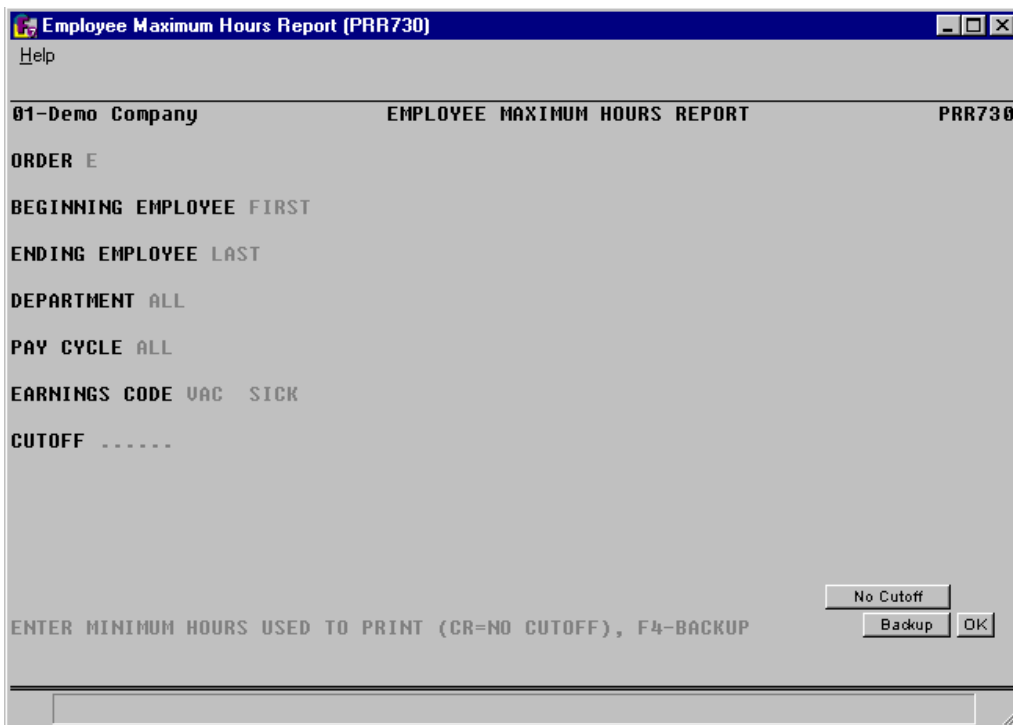 Employee Maximum Hours Report (PRR730)
Help
01-Demo Company EMPLOYEE MAXIMUM HOURS REPORT PRR730
ORDER E
BEGINNING EMPLOYEE FIRST
ENDING EMPLOYEE LAST
DEPARTMENT ALL
PAY CYCLE ALL
EARNINGS CODE VAC SICK
CUTOFF ......
No Cutoff
ENTER MINIMUM HOURS USED TO PRINT (CR=NO CUTOFF), F4-BACKUP Backup OK